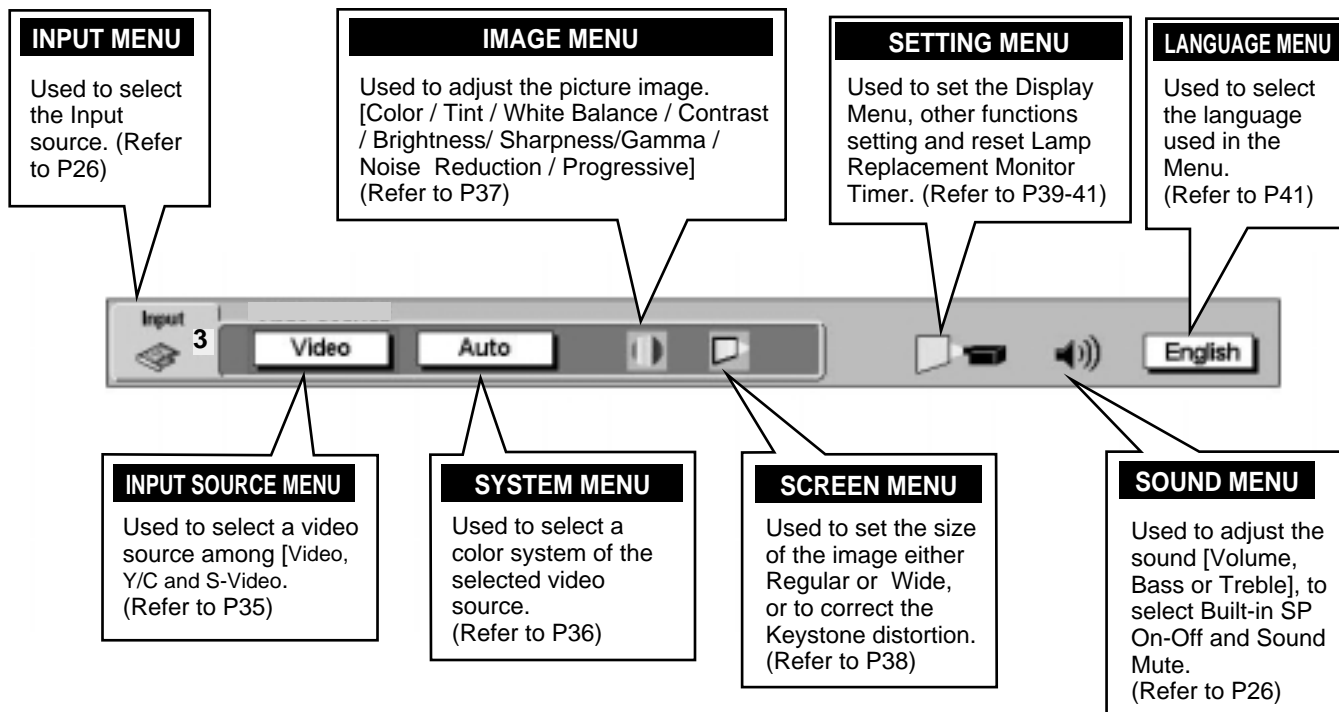 INPUT MENU
Used to select
the Input
source. (Refer
to P26)
IMAGE MENU
Used to adjust the picture image.
[Color / Tint / White Balance / Contrast
/ Brightness/ Sharpness/Gamma /
Noise Reduction / Progressive]
(Refer to P37)
SETTING MENU
Used to set the Display
Menu, other functions
setting and reset Lamp
Replacement Monitor
Timer. (Refer to P39-41)
LANGUAGE MENU
Used to select
the language
used in the
Menu.
(Refer to P41)
Input
3
Video
Auto
English
INPUT SOURCE MENU
Used to select a video
source among [Video,
Y/C and S-Video.
(Refer to P35)
SYSTEM MENU
Used to select a
color system of the
selected video
source.
(Refer to P36)
SCREEN MENU
Used to set the size
of the image either
Regular or Wide,
or to correct the
Keystone distortion.
(Refer to P38)
SOUND MENU
Used to adjust the
sound [Volume,
Bass or Treble], to
select Built-in SP
On-Off and Sound
Mute.
(Refer to P26)